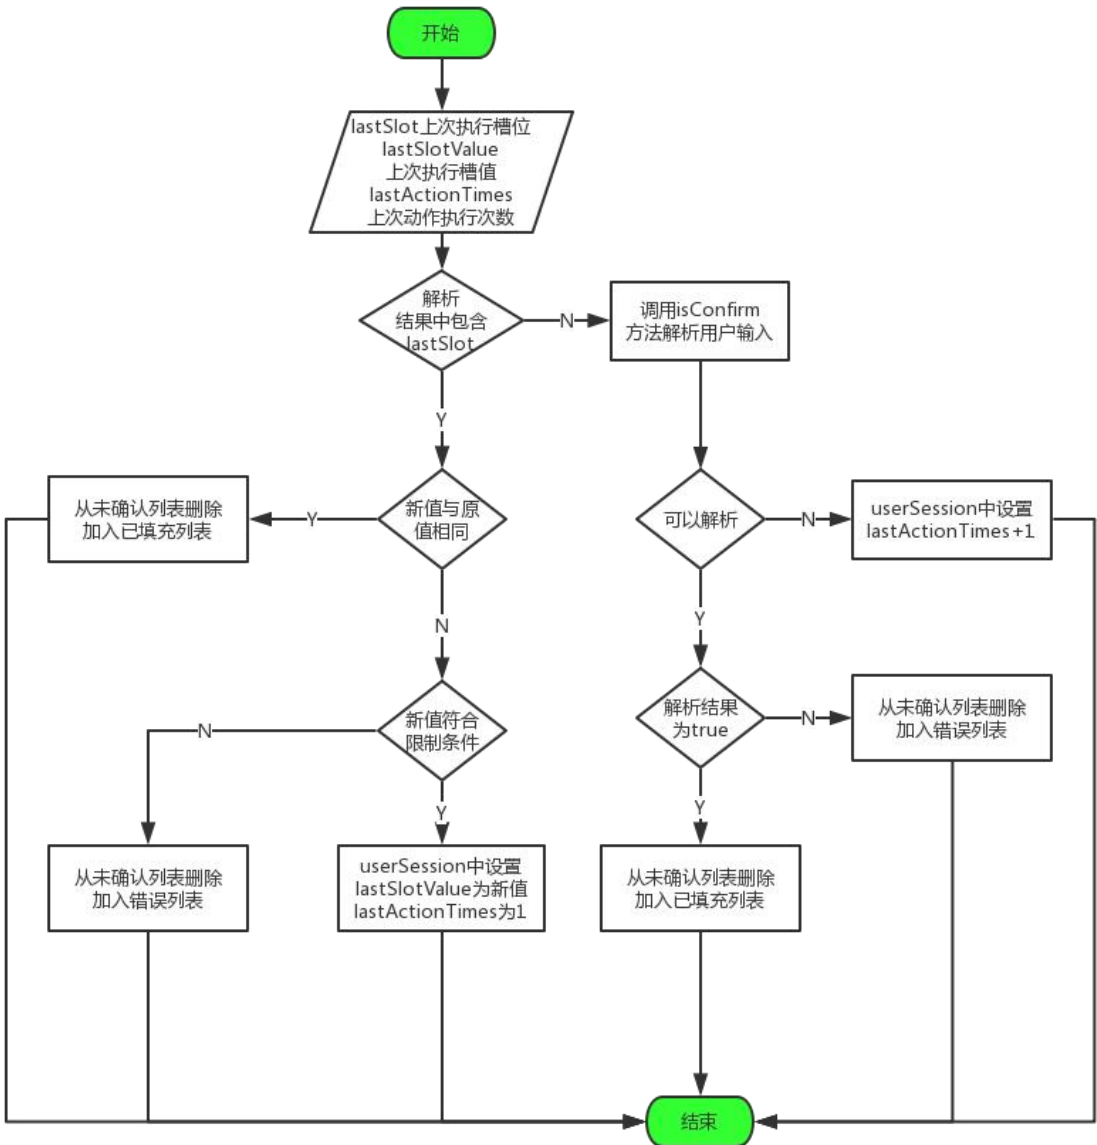 开始
lastSlot上次执行槽位
lastSlotValue
上次执行槽值
lastActionTimes
上次动作执行次数
解析
结果中包含
lastSlot
N
调用isConfirm
方法解析用户输入
Y
从未确认列表删除
加入已填充列表
Y
新值与原
值相同
可以解析
N
userSession中设置
lastActionTimes+1
N
Y
新值符合
限制条件
N
解析结果
为true
N
从未确认列表删除
加入错误列表
Y
Y
从未确认列表删除
加入错误列表
userSession中设置
lastSlotValue为新值
lastActionTimes为1
从未确认列表删除
加入已填充列表
结束